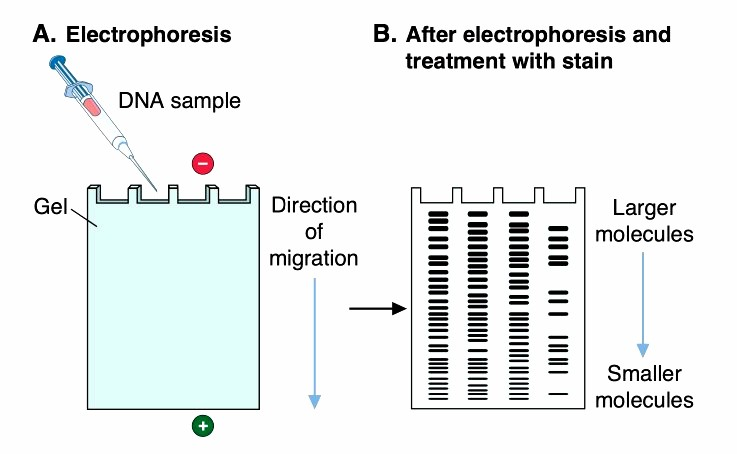 A. Electrophoresis
B. After electrophoresis and
treatment with stain
DNA sample
−
Gel
Direction
of
migration
Larger
molecules
Smaller
molecules
+